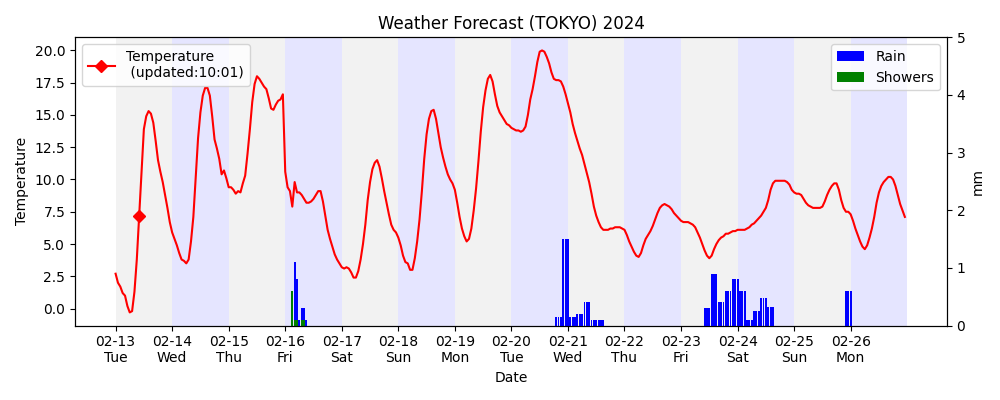 Weather Forecast (TOKYO) 2024
Temperature
(updated:10:01)
Rain
Showers
20.0
17.5
15.0
12.5
10.0
7.5
5.0
2.5
0.0
Temperature
5
4
3
2
1
0
mm
02-13 02-14 02-15 02-16 02-17 02-18 02-19 02-20 02-21 02-22 02-23 02-24 02-25 02-26
Tue Wed Thu Fri Sat Sun Mon Tue Wed Thu Fri Sat Sun Mon
Date